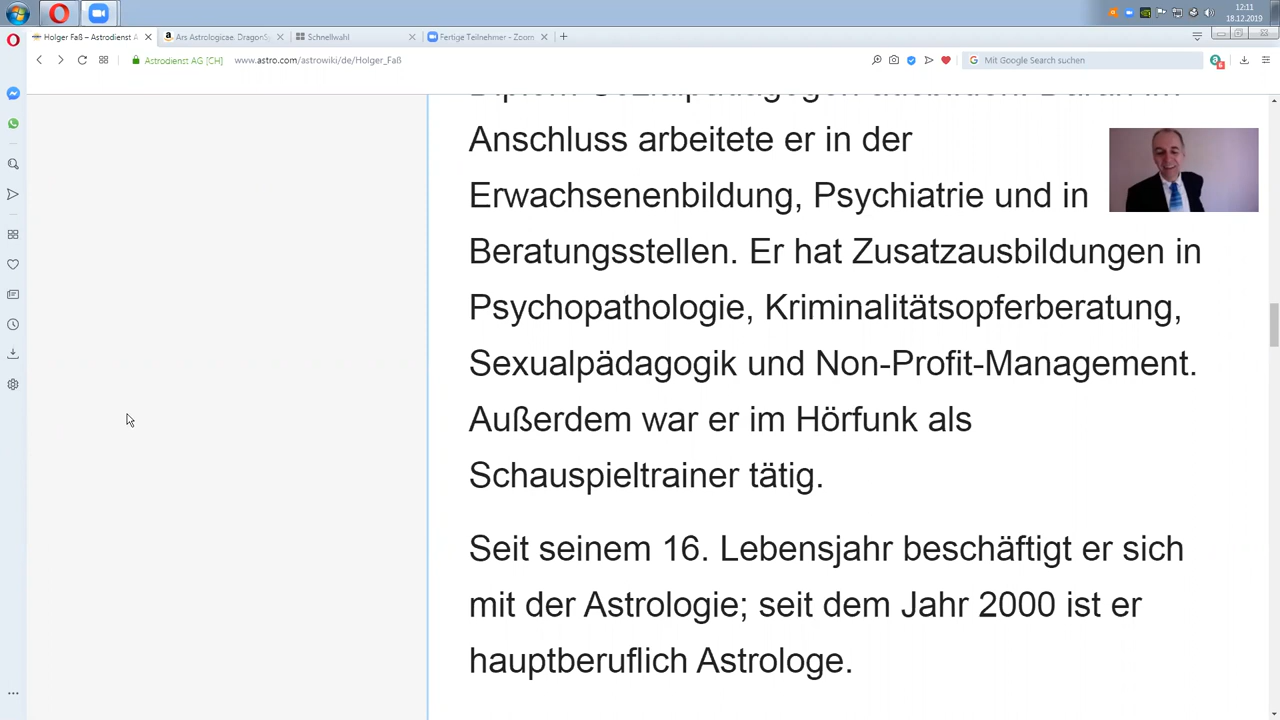 12:11
18.12.2019
Holger Faß – Astrodienst A
Ars Astrologicae: DragonSp
Schnellwahl
Fertige Teilnehmer - Zoom
Astrodienst AG [CH]
www.astro.com/astrowiki/de/Holger_Faß
Mit Google Search suchen
Anschluss arbeitete er in der
Erwachsenenbildung, Psychiatrie und in
Beratungsstellen. Er hat Zusatzausbildungen in
Psychopathologie, Kriminalitätsopferberatung,
Sexualpädagogik und Non-Profit-Management.
Außerdem war er im Hörfunk als
Schauspieltrainer tätig.
Seit seinem 16. Lebensjahr beschäftigt er sich
mit der Astrologie; seit dem Jahr 2000 ist er
hauptberuflich Astrologe.